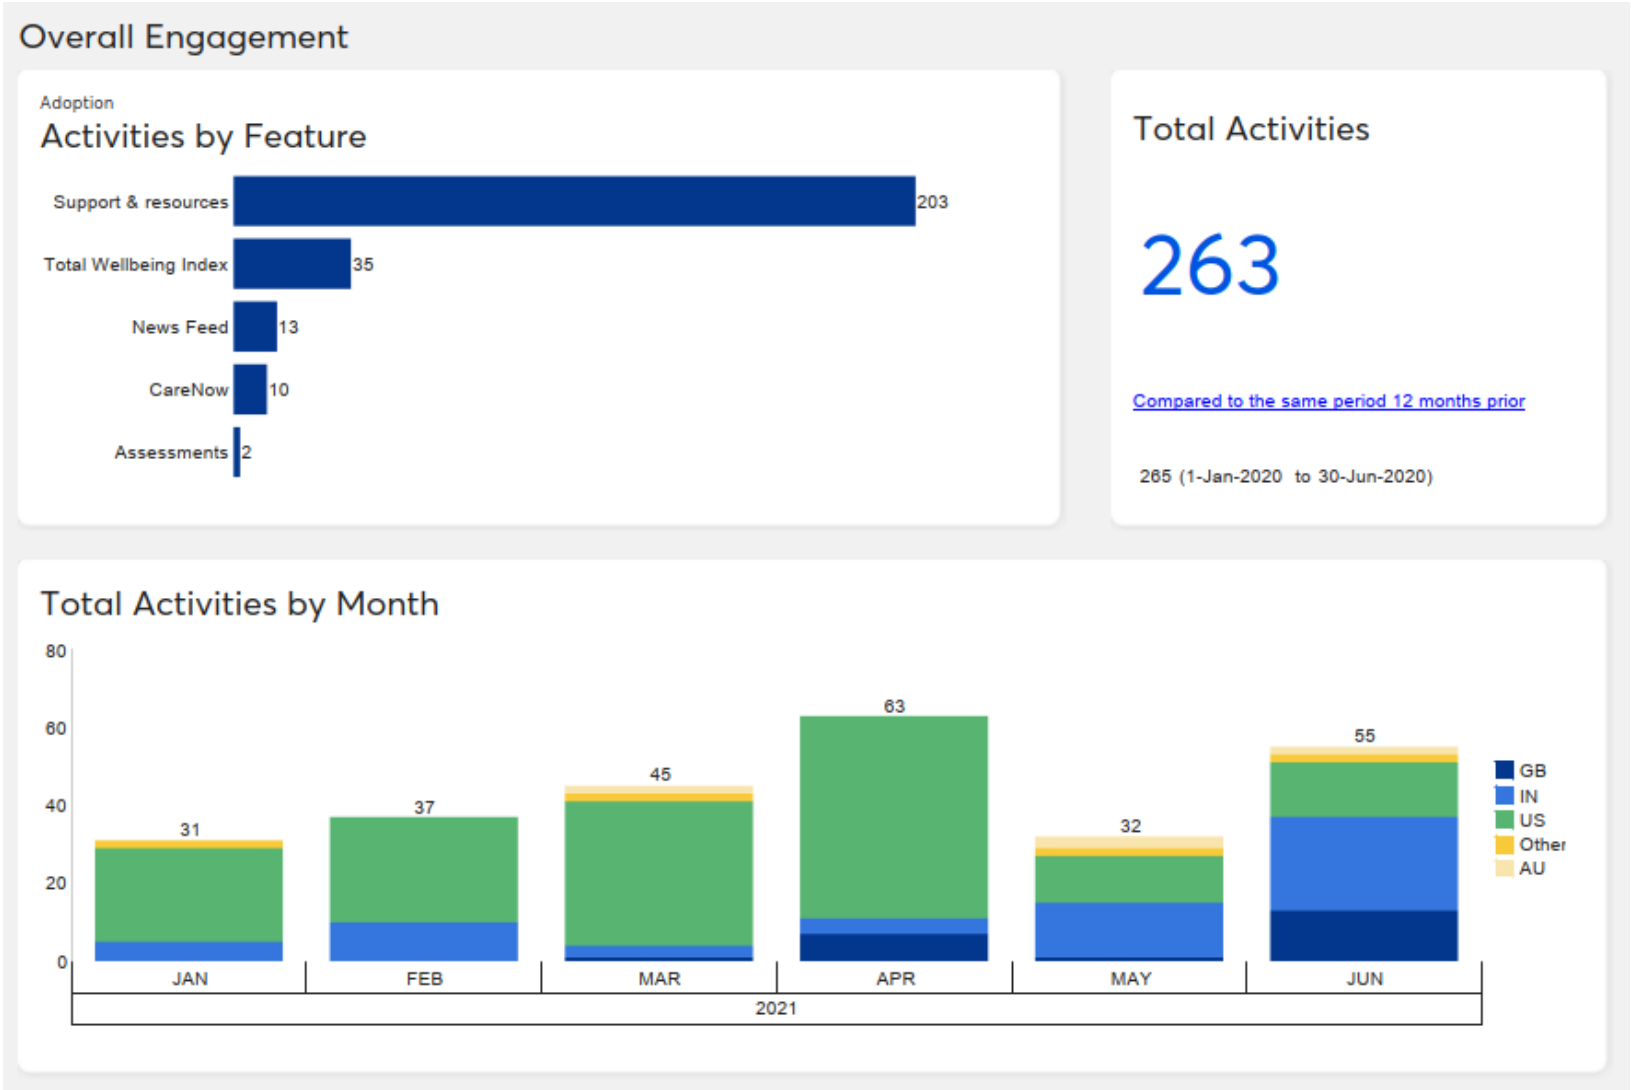 Overall Engagement
Adoption
Activities by Feature
Support & resources 203
Total Wellbeing Index 35
News Feed 13
CareNow 10
Assessments 2
Total Activities
263
Compared to the same period 12 months prior
265 (1-Jan-2020 to 30-Jun-2020)
Total Activities by Month
80
60
40
20
0
31
37
45
63
32
55
GB
IN
US
Other
AU
JAN FEB MAR APR MAY JUN
2021